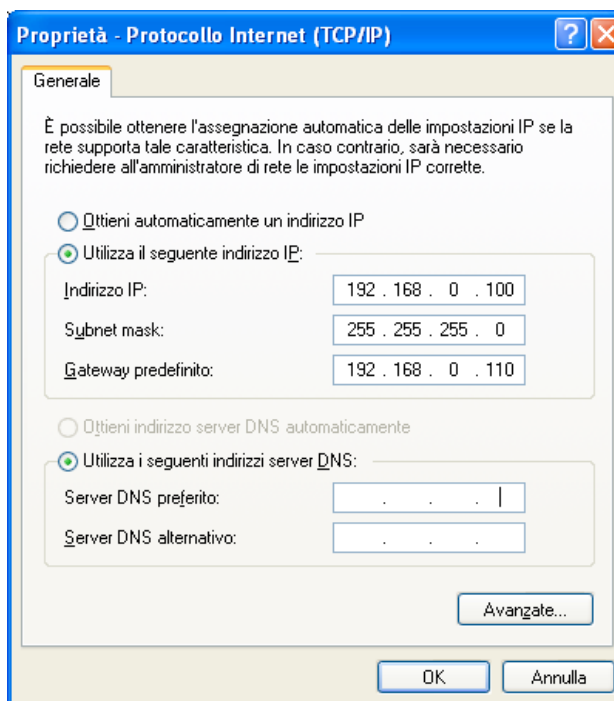 Proprietà - Protocollo Internet (TCP/IP)
Generale
È possibile ottenere l'assegnazione automatica delle impostazioni IP se la
rete supporta tale caratteristica. In caso contrario, sarà necessario
richiedere all'amministratore di rete le impostazioni IP corrette.
Ottieni automaticamente un indirizzo IP
Utilizza il seguente indirizzo IP:
Indirizzo IP: 192 . 168 . 0 . 100
Subnet mask: 255 . 255 . 255 . 0
Gateway predefinito: 192 . 168 . 0 . 110
Ottieni indirizzo server DNS automaticamente
Utilizza i seguenti indirizzi server DNS:
Server DNS preferito: . . .
Server DNS alternativo: . . .
Avanzate...
OK Annulla